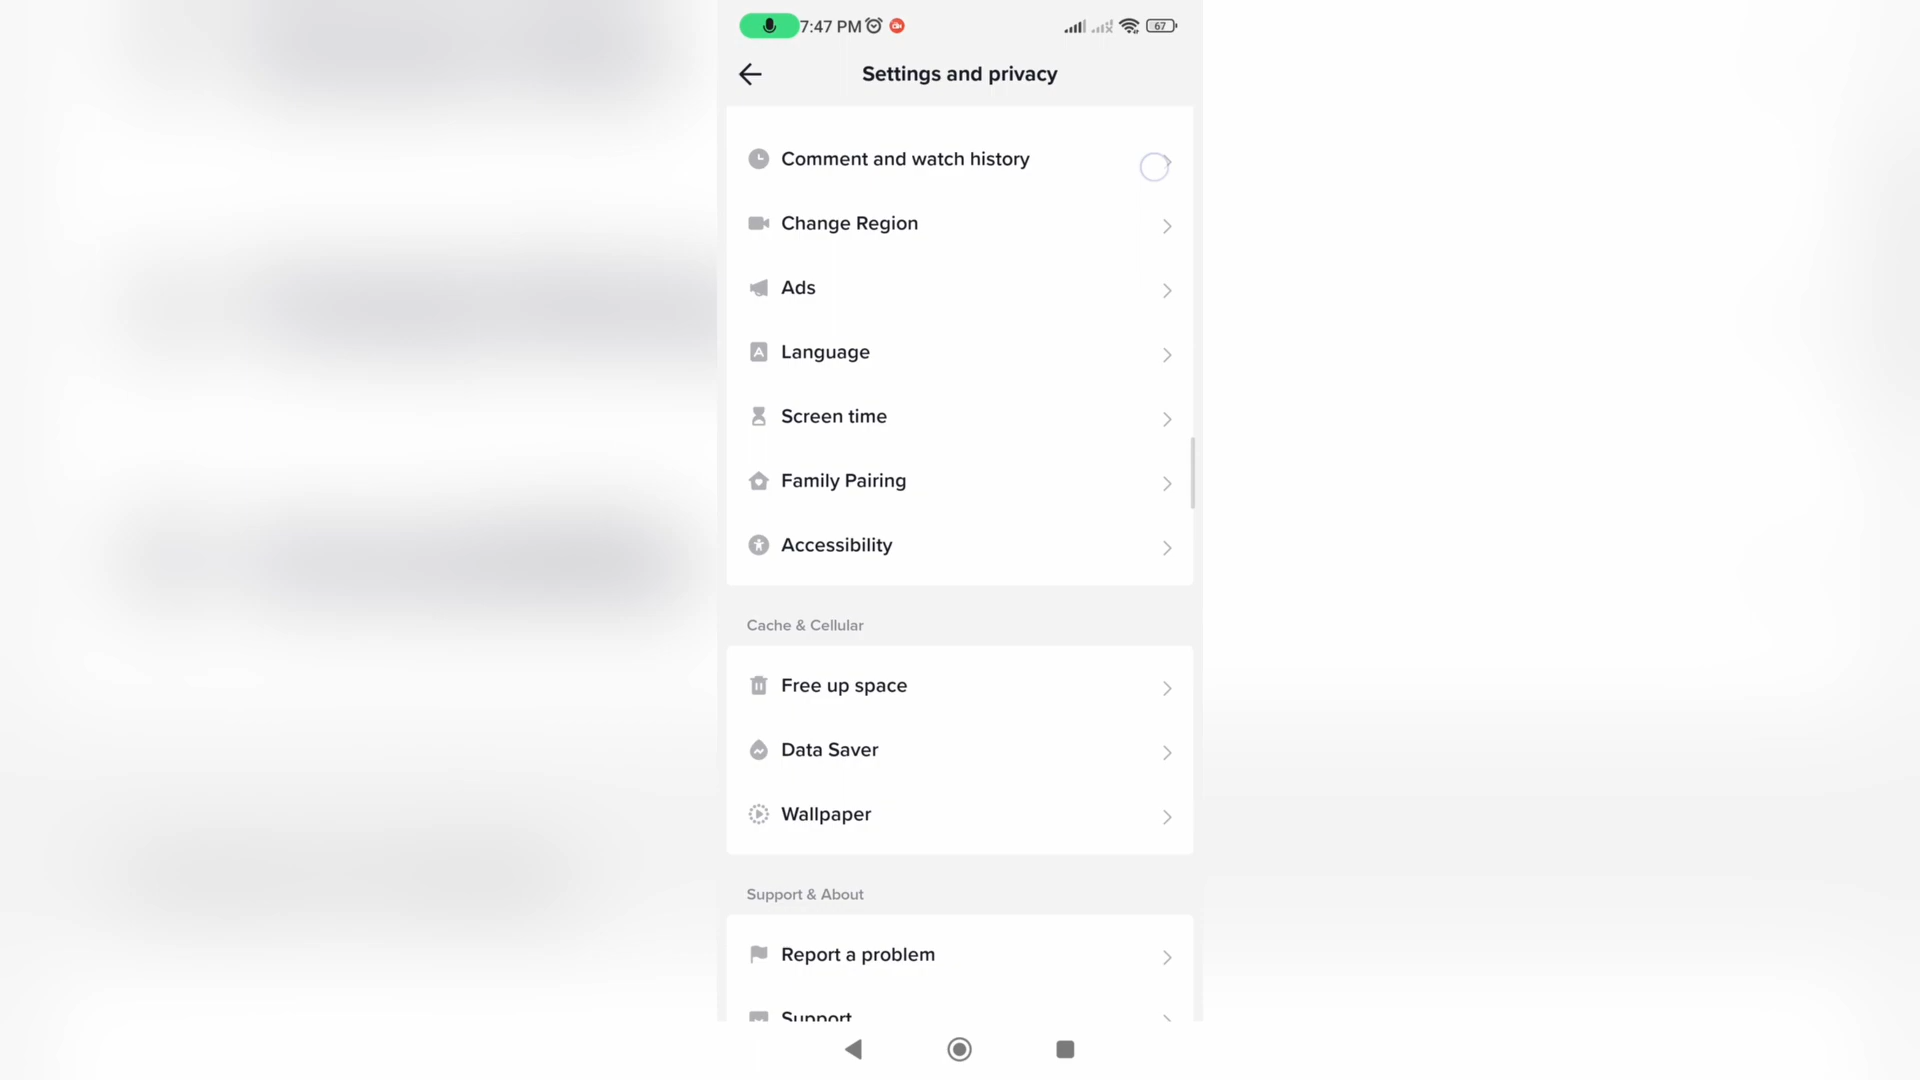 7:47 PM
67
Settings and privacy
Comment and watch history
Change Region
Ads
Language
Screen time
Family Pairing
Accessibility
Cache & Cellular
Free up space
Data Saver
Wallpaper
Support & About
Report a problem
Support